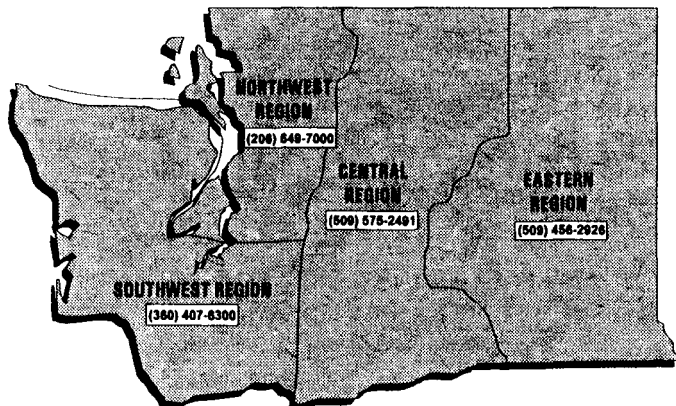 NORTHWEST
REGION
(206) 649-7000
CENTRAL
REGION
(509) 575-2491
EASTERN
REGION
(509) 456-2926
SOUTHWEST REGION
(360) 407-6300